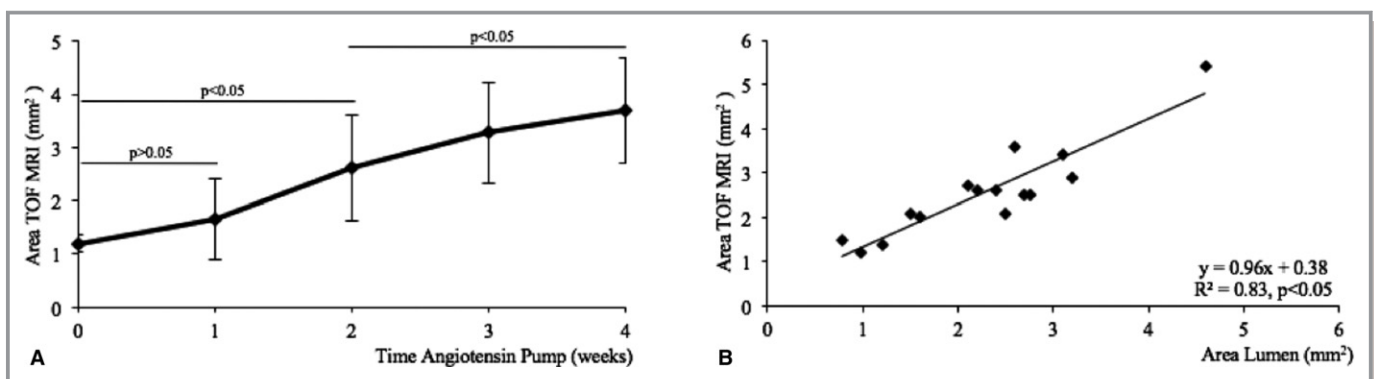 5
4
3
2
1
0
Area TOF MRI (mm²)
p<0.05
p<0.05
p>0.05
0 1 2 3 4
Time Angiotensin Pump (weeks)
A
6
5
4
3
2
1
0
Area TOF MRI (mm²)
y = 0.96x + 0.38
R² = 0.83, p<0.05
0 1 2 3 4 5 6
Area Lumen (mm²)
B